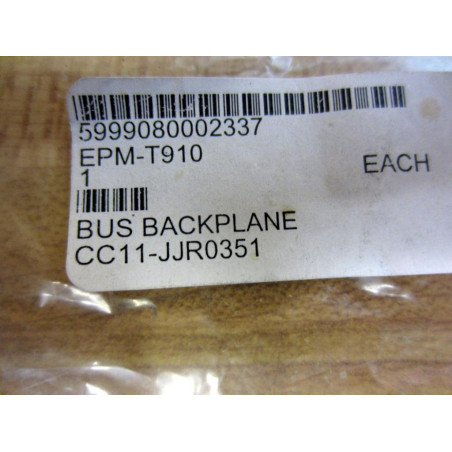 5999080002337
EPM-T910
1 EACH
BUS BACKPLANE
CC11-JJR0351